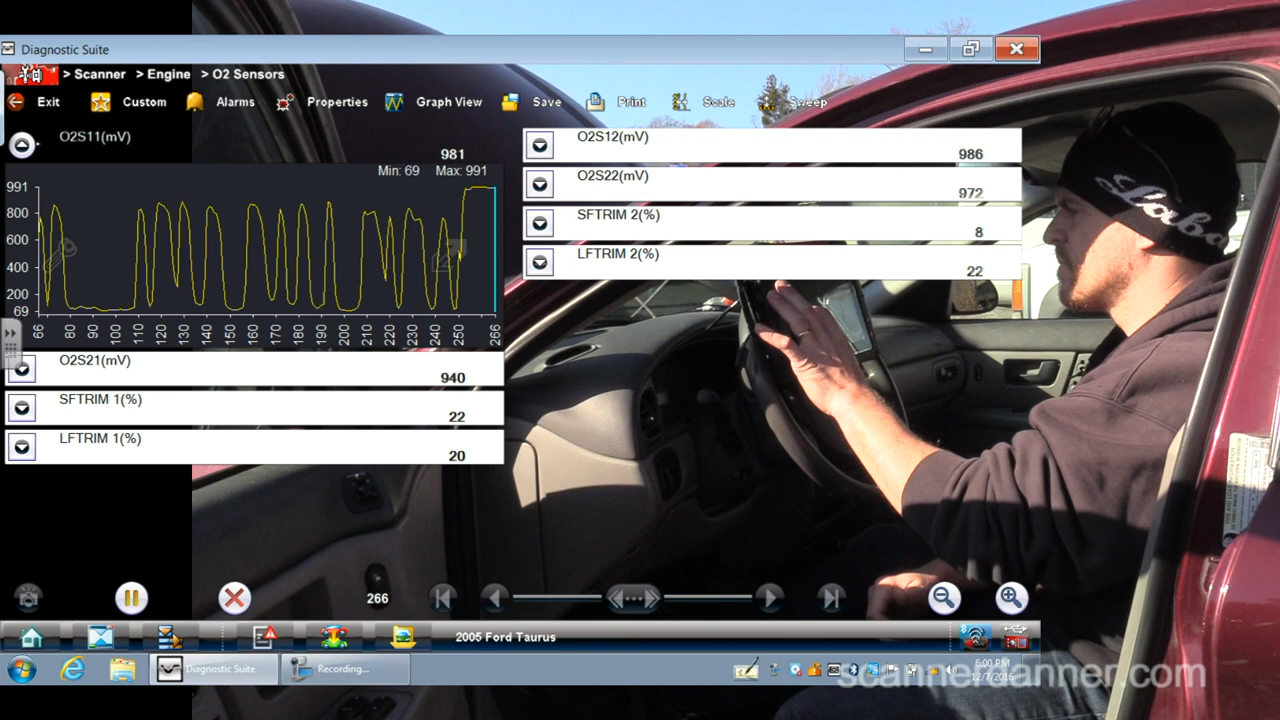 Diagnostic Suite
> Scanner > Engine > O2 Sensors
Exit Custom Alarms Properties Graph View Save Print Scale Sweep
O2S11(mV)
981
Min: 69 Max: 991
991
800
600
400
200
69
66 80 90 100 110 120 130 140 150 160 170 180 190 200 210 220 230 240 250 266
O2S21(mV)
940
SFTRIM 1(%)
22
LFTRIM 1(%)
20
O2S12(mV)
986
O2S22(mV)
972
SFTRIM 2(%)
8
LFTRIM 2(%)
22
266
2005 Ford Taurus
Diagnostic Suite
Recording...
6:00 PM
12/7/2016
scannerdanner.com